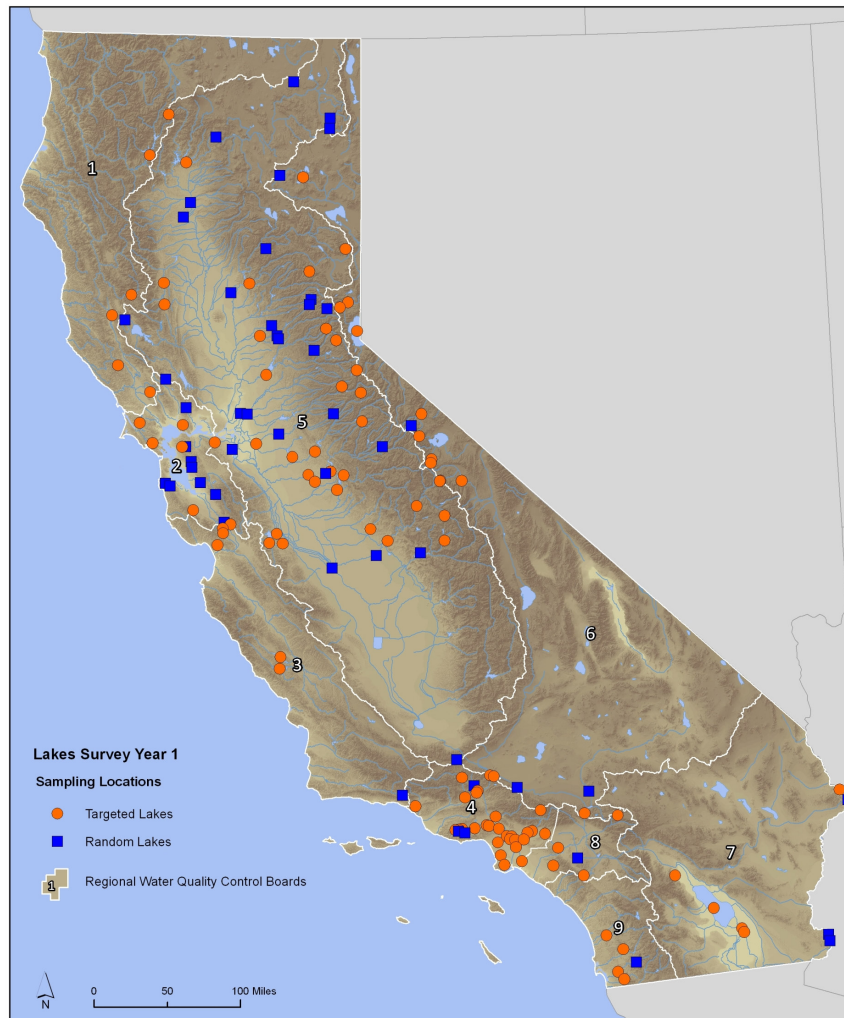 1
5
2
6
3
Lakes Survey Year 1
Sampling Locations
Targeted Lakes
Random Lakes
1 Regional Water Quality Control Boards
4
8
7
9
N
0 50 100 Miles